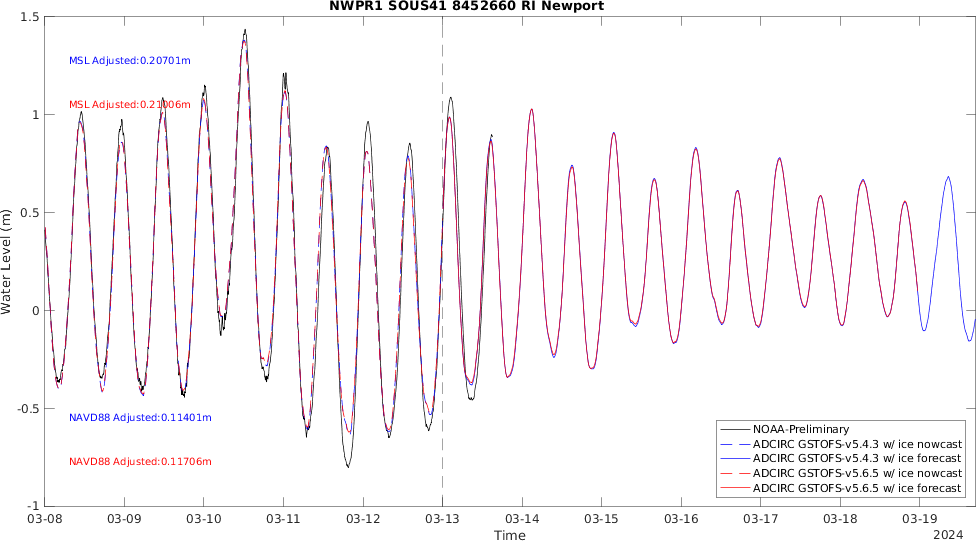 NWPR1 SOUS41 8452660 RI Newport
1.5
1
0.5
0
-0.5
-1
Water Level (m)
MSL Adjusted:0.20701m
MSL Adjusted:0.21006m
NAVD88 Adjusted:0.11401m
NAVD88 Adjusted:0.11706m
NOAA-Preliminary
ADCIRC GSTOFS-v5.4.3 w/ ice nowcast
ADCIRC GSTOFS-v5.4.3 w/ ice forecast
ADCIRC GSTOFS-v5.6.5 w/ ice nowcast
ADCIRC GSTOFS-v5.6.5 w/ ice forecast
03-08 03-09 03-10 03-11 03-12 03-13 03-14 03-15 03-16 03-17 03-18 03-19
Time
2024